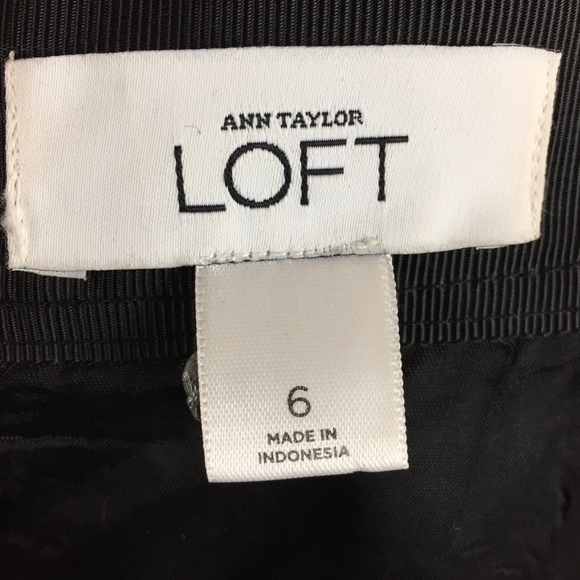 ANN TAYLOR
LOFT
6
MADE IN
INDONESIA